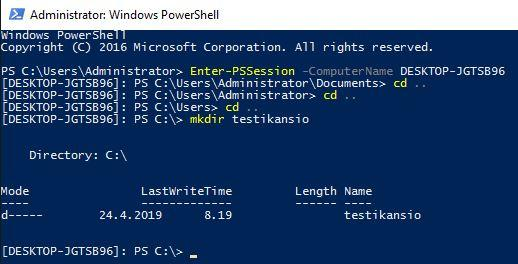 Administrator: Windows PowerShell
Windows PowerShell
Copyright (C) 2016 Microsoft Corporation. All rights reserved.
PS C:\Users\Administrator> Enter-PSSession -ComputerName DESKTOP-JGTSB96
[DESKTOP-JGTSB96]: PS C:\Users\Administrator\Documents> cd ..
[DESKTOP-JGTSB96]: PS C:\Users\Administrator> cd ..
[DESKTOP-JGTSB96]: PS C:\Users> cd ..
[DESKTOP-JGTSB96]: PS C:\> mkdir testikansio
Directory: C:\
Mode LastWriteTime Length Name
---- ------------- ------ ----
d----- 24.4.2019 8.19 testikansio
[DESKTOP-JGTSB96]: PS C:\> _